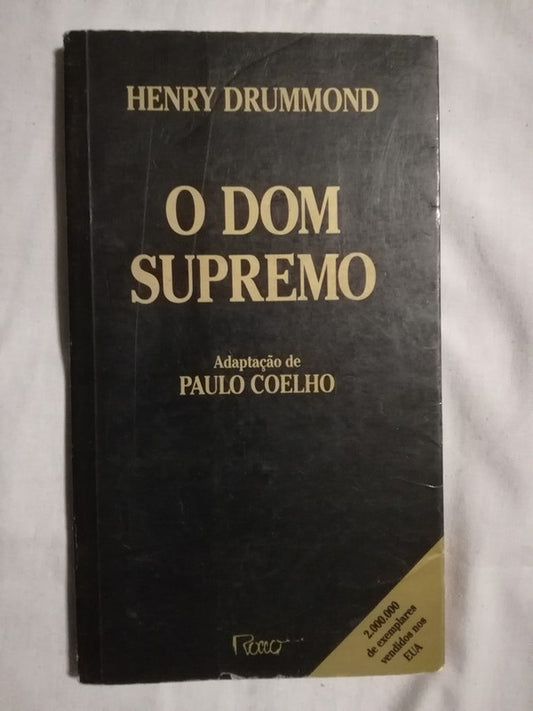 HENRY DRUMMOND
O DOM
SUPREMO
Adaptação de
PAULO COELHO
2.000.000
de exemplares
vendidos nos
EUA
Rocco